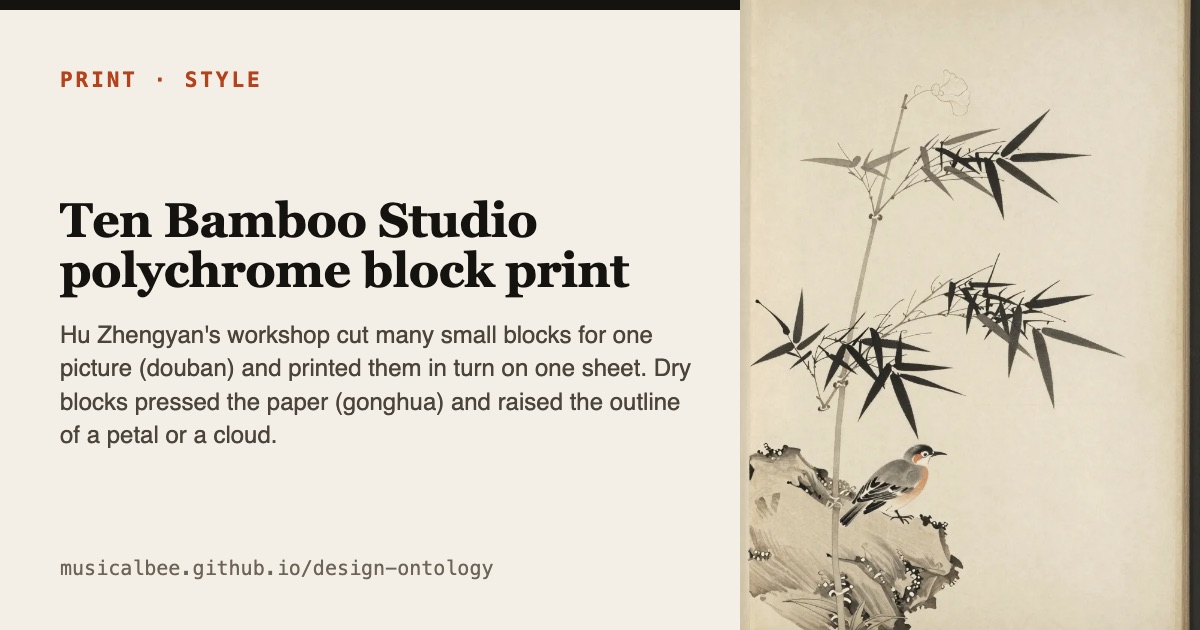 PRINT · STYLE
Ten Bamboo Studio
polychrome block print
Hu Zhengyan's workshop cut many small blocks for one
picture (douban) and printed them in turn on one sheet. Dry
blocks pressed the paper (gonghua) and raised the outline
of a petal or a cloud.
musicalbee.github.io/design-ontology